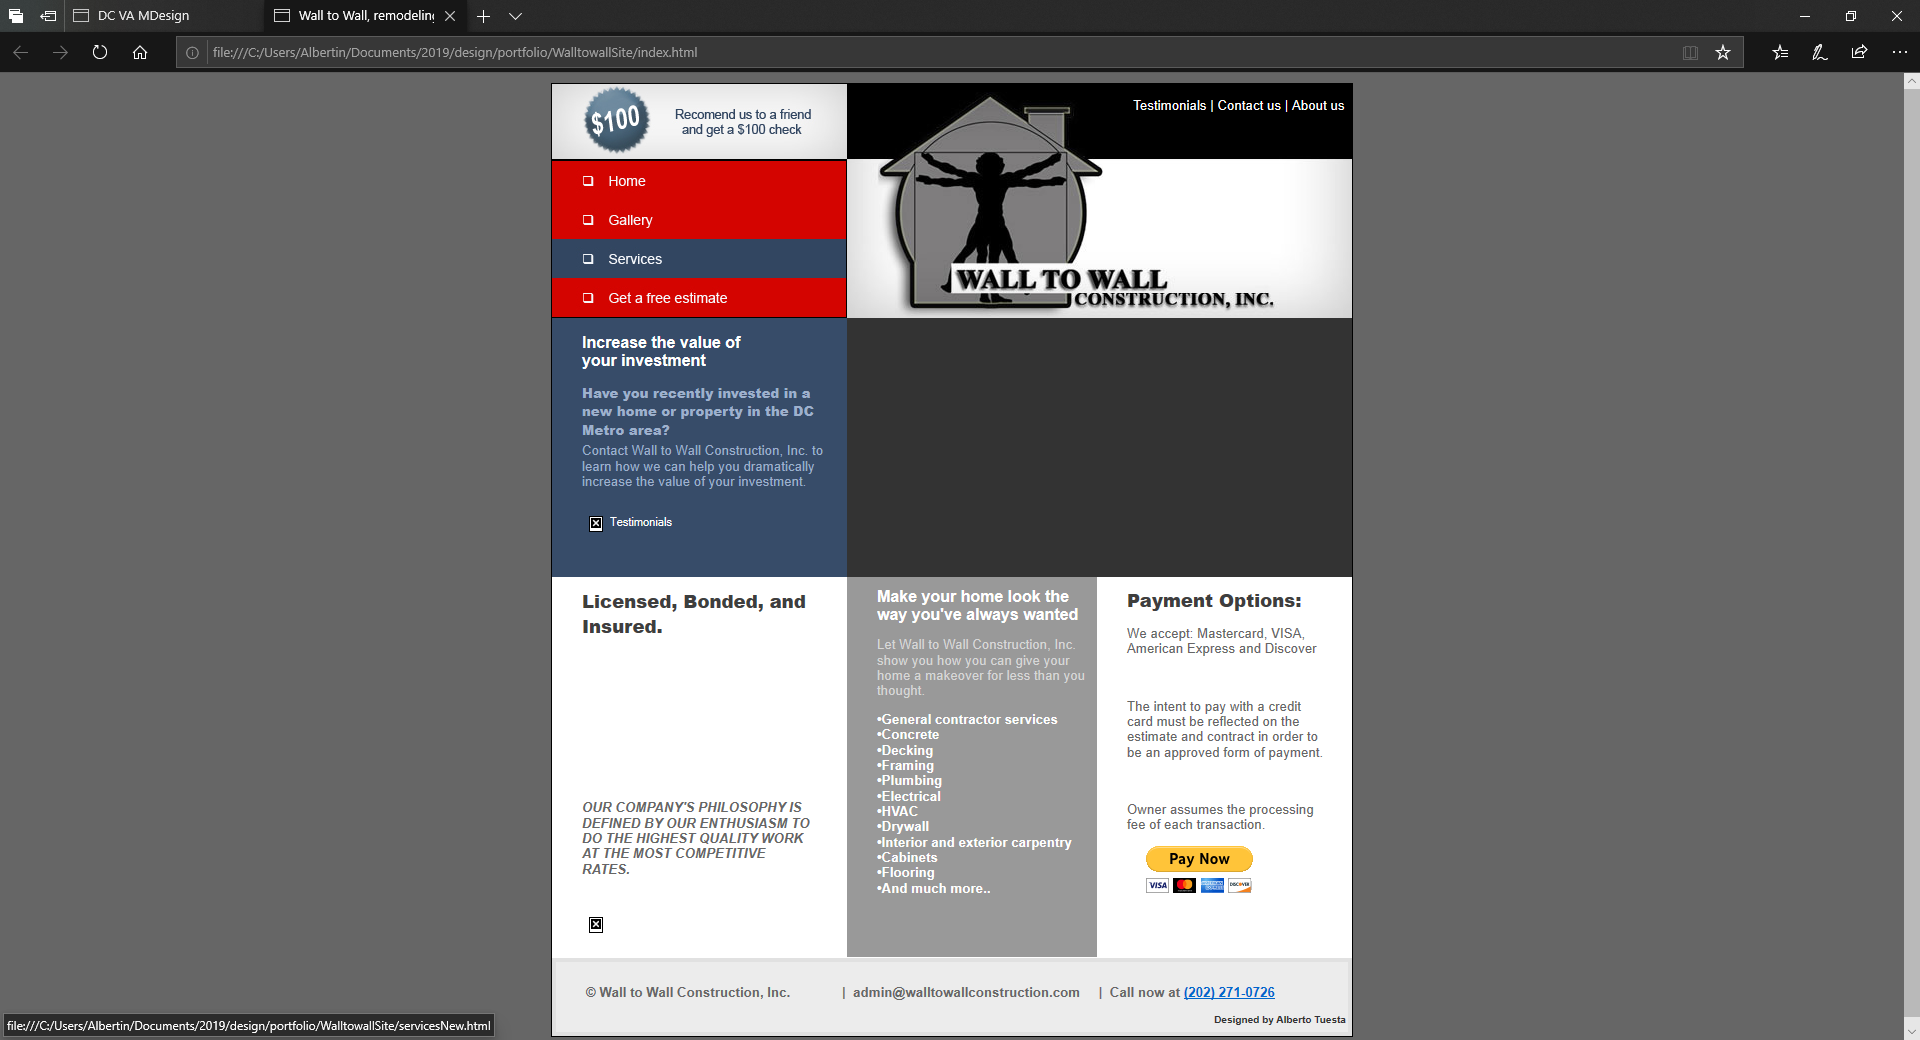 DC VA MDesign
Wall to Wall, remodeling
file:///C:/Users/Albertin/Documents/2019/design/portfolio/WalltowallSite/index.html
$100
Recomend us to a friend
and get a $100 check
Testimonials | Contact us | About us
Home
Gallery
Services
Get a free estimate
WALL TO WALL
CONSTRUCTION, INC.
Increase the value of
your investment
Have you recently invested in a
new home or property in the DC
Metro area?
Contact Wall to Wall Construction, Inc. to
learn how we can help you dramatically
increase the value of your investment.
Testimonials
Licensed, Bonded, and
Insured.
OUR COMPANY'S PHILOSOPHY IS
DEFINED BY OUR ENTHUSIASM TO
DO THE HIGHEST QUALITY WORK
AT THE MOST COMPETITIVE
RATES.
Make your home look the
way you've always wanted
Let Wall to Wall Construction, Inc.
show you how you can give your
home a makeover for less than you
thought.
•General contractor services
•Concrete
•Decking
•Framing
•Plumbing
•Electrical
•HVAC
•Drywall
•Interior and exterior carpentry
•Cabinets
•Flooring
•And much more..
Payment Options:
We accept: Mastercard, VISA,
American Express and Discover
The intent to pay with a credit
card must be reflected on the
estimate and contract in order to
be an approved form of payment.
Owner assumes the processing
fee of each transaction.
Pay Now
VISA
DISCOVER
© Wall to Wall Construction, Inc. | admin@walltowallconstruction.com | Call now at (202) 271-0726
Designed by Alberto Tuesta
file:///C:/Users/Albertin/Documents/2019/design/portfolio/WalltowallSite/servicesNew.html